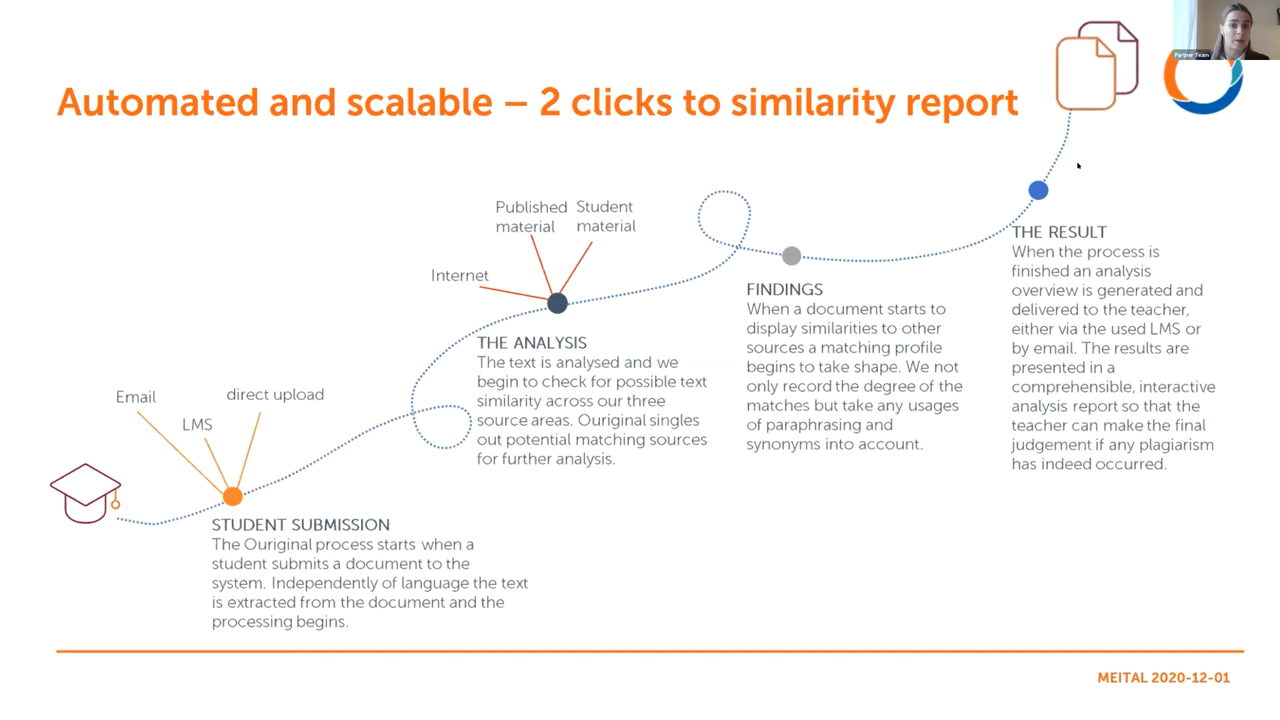 Partner Team
Automated and scalable – 2 clicks to similarity report
Email
LMS
direct upload
STUDENT SUBMISSION
The Ouriginal process starts when a
student submits a document to the
system. Independently of language the text
is extracted from the document and the
processing begins.
Internet
Published
material
Student
material
THE ANALYSIS
The text is analysed and we
begin to check for possible text
similarity across our three
source areas. Ouriginal singles
out potential matching sources
for further analysis.
FINDINGS
When a document starts to
display similarities to other
sources a matching profile
begins to take shape. We not
only record the degree of the
matches but take any usages
of paraphrasing and
synonyms into account.
THE RESULT
When the process is
finished an analysis
overview is generated and
delivered to the teacher,
either via the used LMS or
by email. The results are
presented in a
comprehensible, interactive
analysis report so that the
teacher can make the final
judgement if any plagiarism
has indeed occurred.
MEITAL 2020-12-01